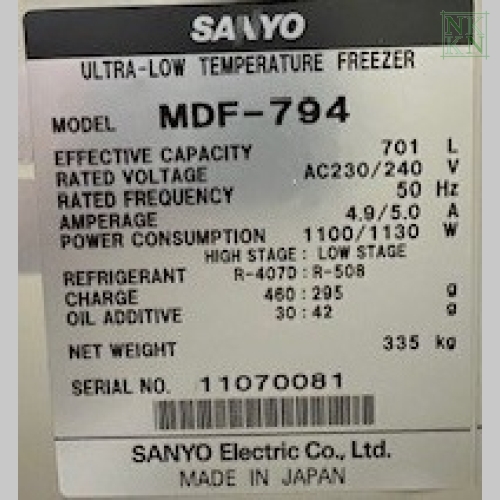 SANYO
ULTRA-LOW TEMPERATURE FREEZER
MODEL MDF-794
EFFECTIVE CAPACITY 701 L
RATED VOLTAGE AC230/240 V
RATED FREQUENCY 50 Hz
AMPERAGE 4.9/5.0 A
POWER CONSUMPTION 1100/1130 W
HIGH STAGE : LOW STAGE
REFRIGERANT R-407D : R-508
CHARGE 460 : 295 g
OIL ADDITIVE 30 : 42 g
NET WEIGHT 335 kg
SERIAL NO. 11070081
SANYO Electric Co., Ltd.
MADE IN JAPAN